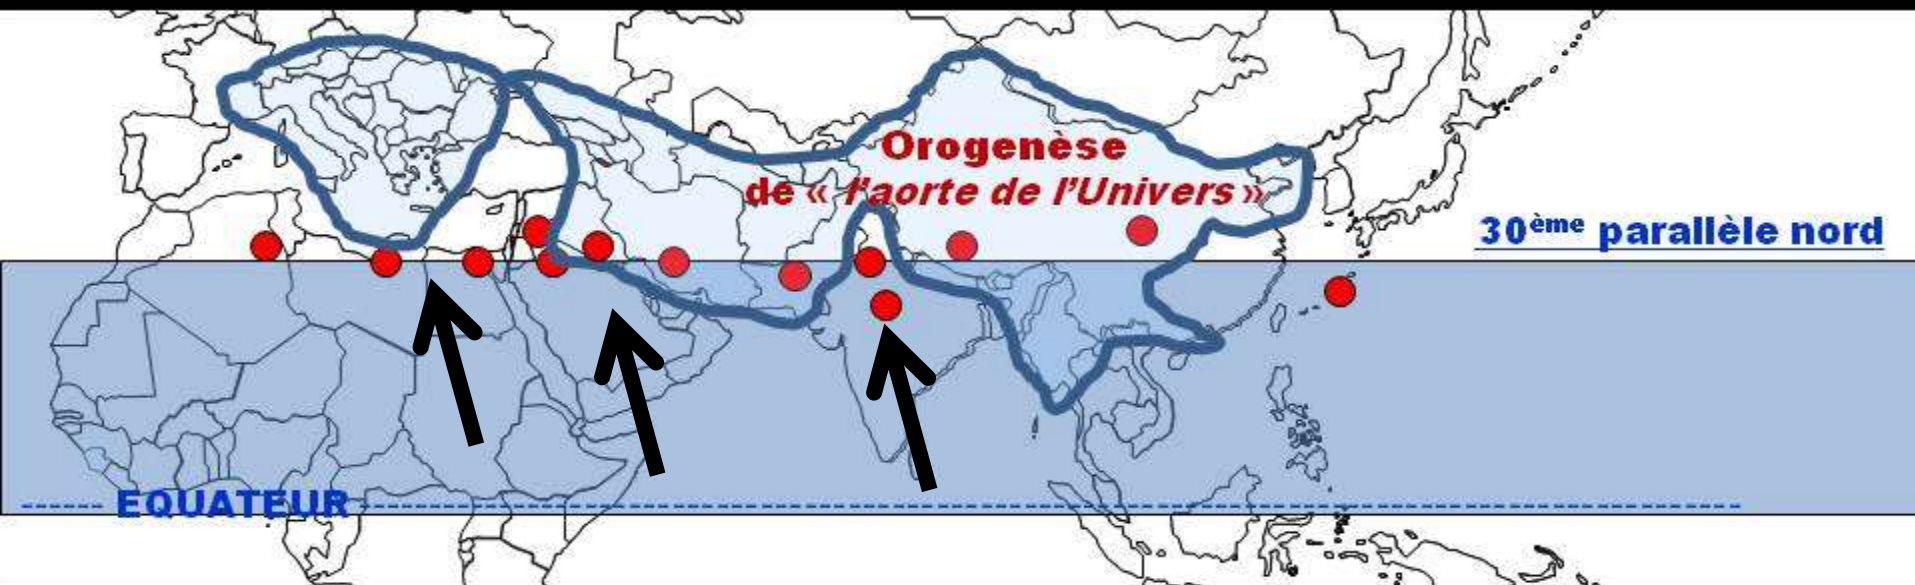 Orogenèse
de « l'aorte de l'Univers »
30ème parallèle nord
EQUATEUR